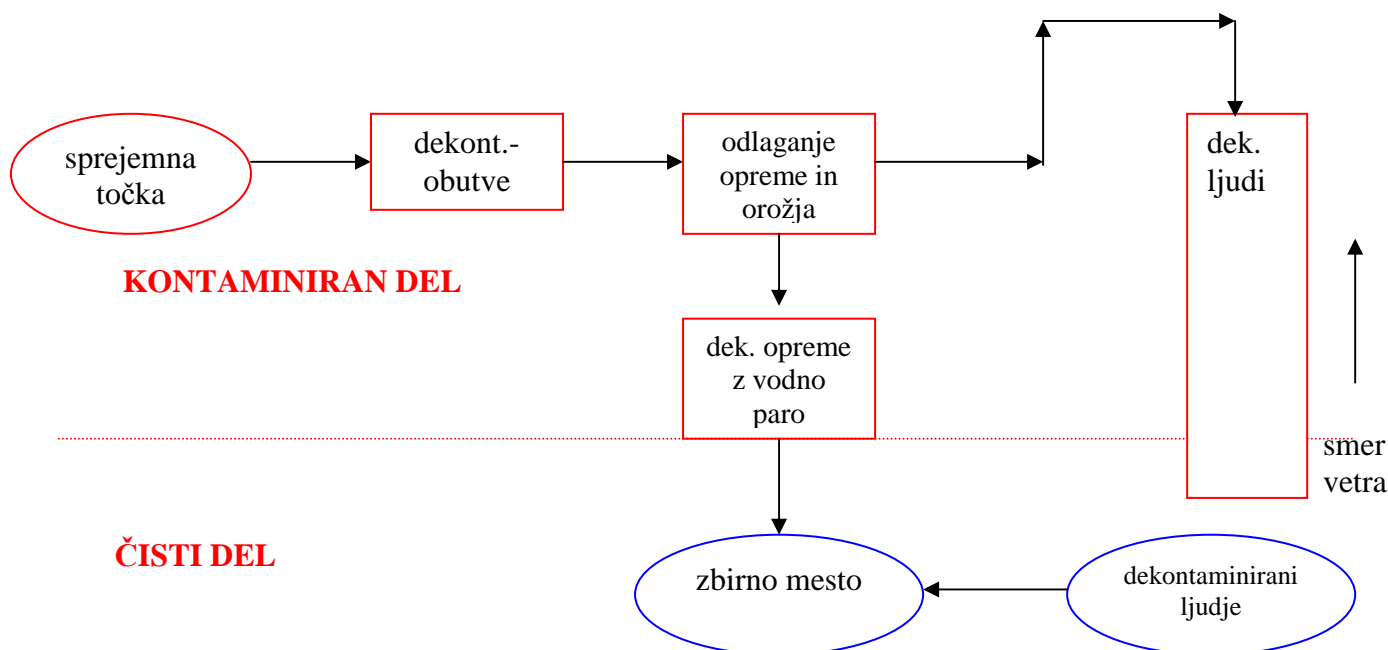 sprejemna
točka
dekont.-
obutve
odlaganje
opreme in
orožja
dek.
ljudi
KONTAMINIRAN DEL
dek. opreme
z vodno
paro
smer
vetra
ČISTI DEL
zbirno mesto
dekontaminirani
ljudje